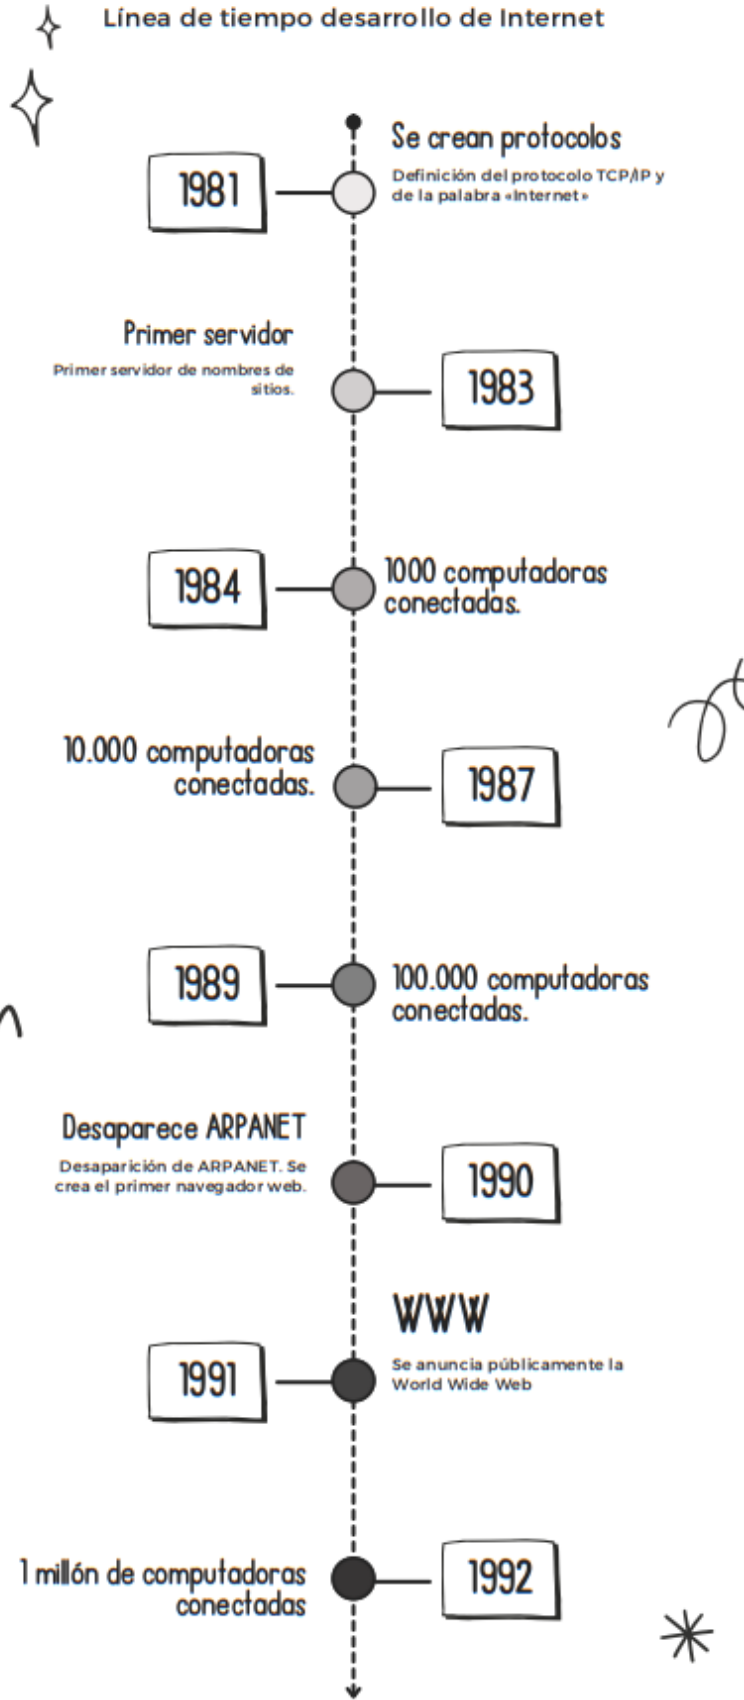 Línea de tiempo desarrollo de Internet
Se crean protocolos
1981
Definición del protocolo TCP/IP y
de la palabra «Internet»
Primer servidor
Primer servidor de nombres de
sitios.
1983
1984
1000 computadoras
conectadas.
10.000 computadoras
conectadas.
1987
1989
100.000 computadoras
conectadas.
Desaparece ARPANET
Desaparición de ARPANET. Se
crea el primer navegador web.
1990
WWW
1991
Se anuncia públicamente la
World Wide Web
1 millón de computadoras
conectadas
1992